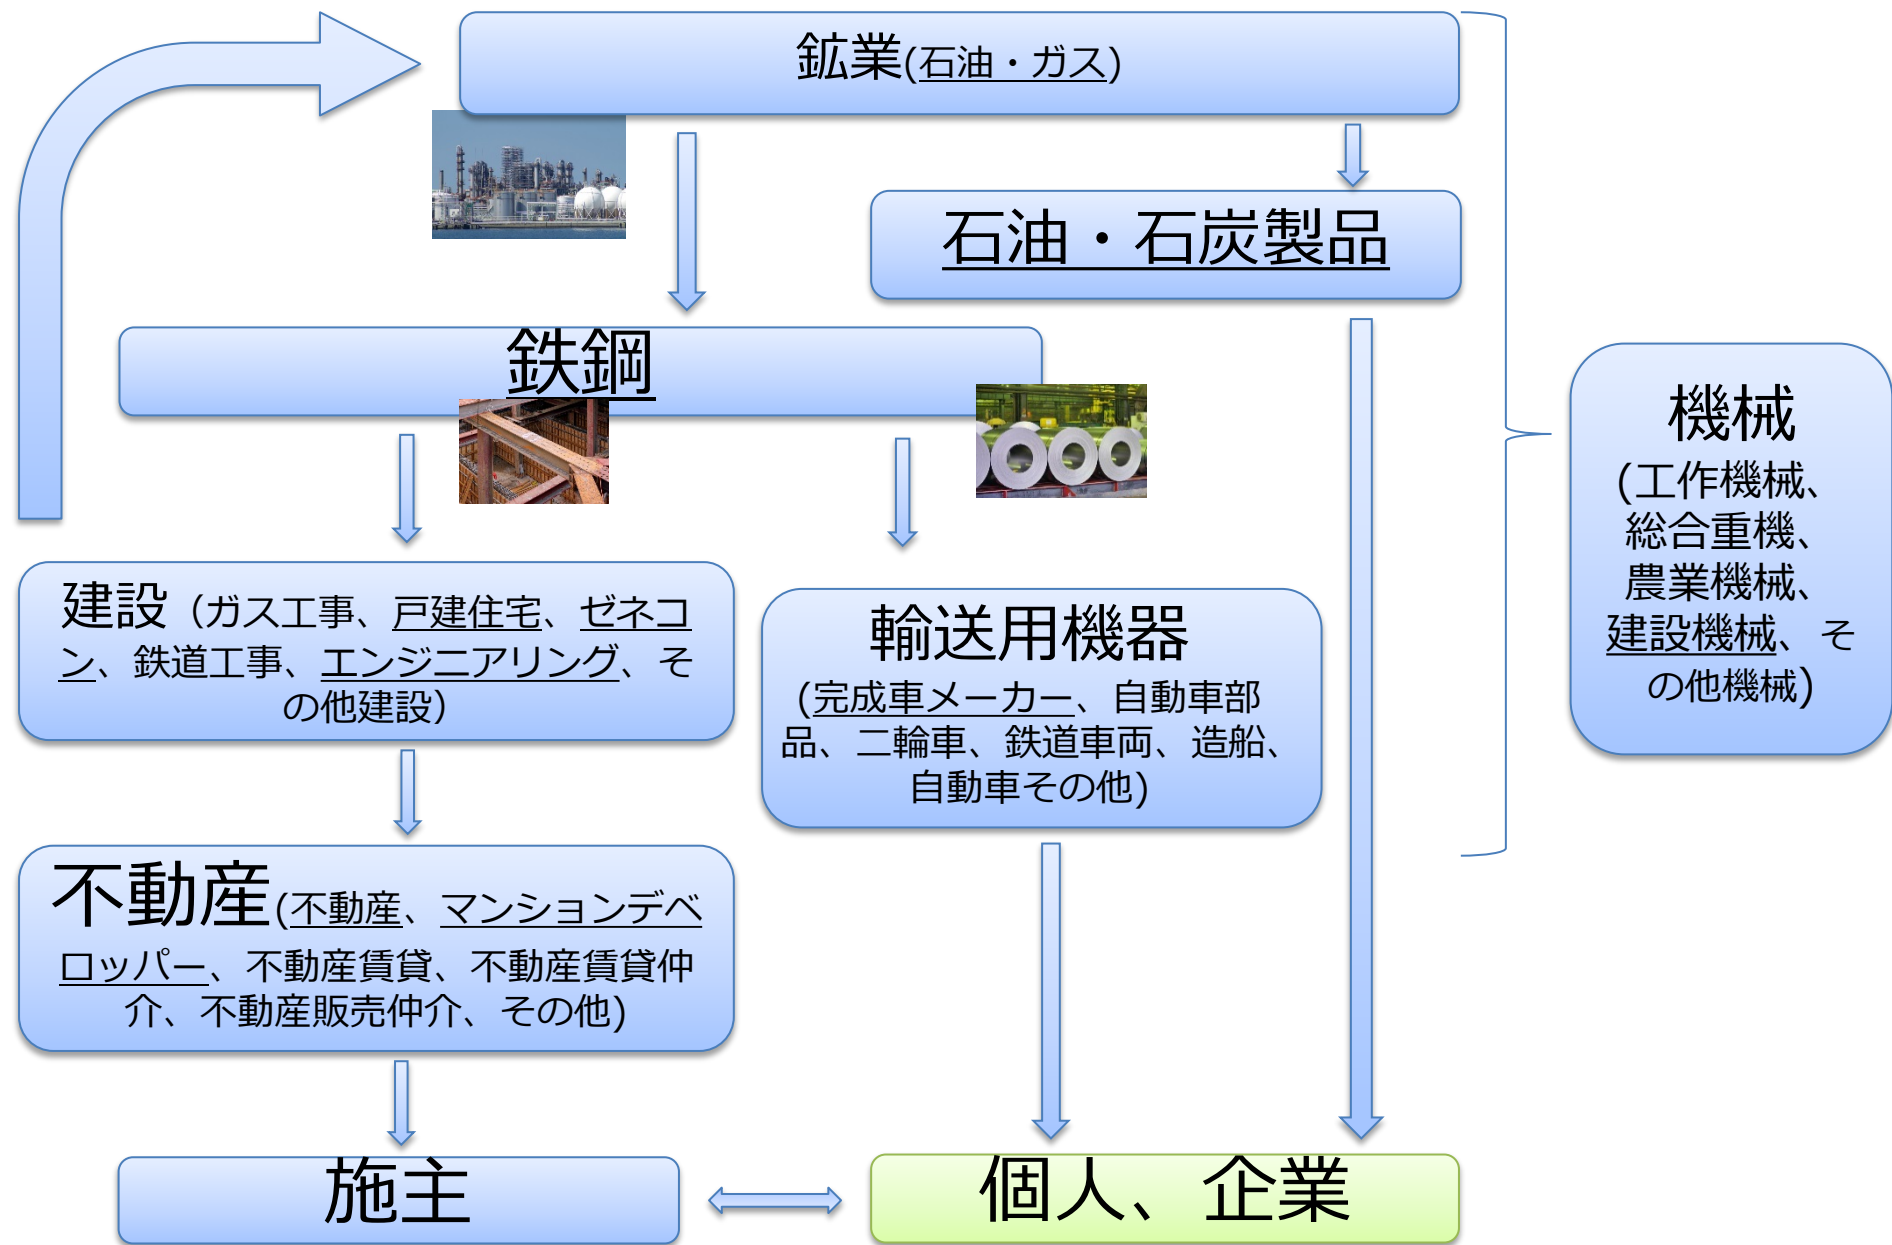 鉱業(石油・ガス)
石油・石炭製品
鉄鋼
機械
(工作機械、
総合重機、
農業機械、
建設機械、そ
の他機械)
建設（ガス工事、戸建住宅、ゼネコ
ン、鉄道工事、エンジニアリング、そ
の他建設）
輸送用機器
(完成車メーカー、自動車部
品、二輪車、鉄道車両、造船、
自動車その他)
不動産(不動産、マンションデベ
ロッパー、不動産賃貸、不動産賃貸仲
介、不動産販売仲介、その他)
施主
個人、企業